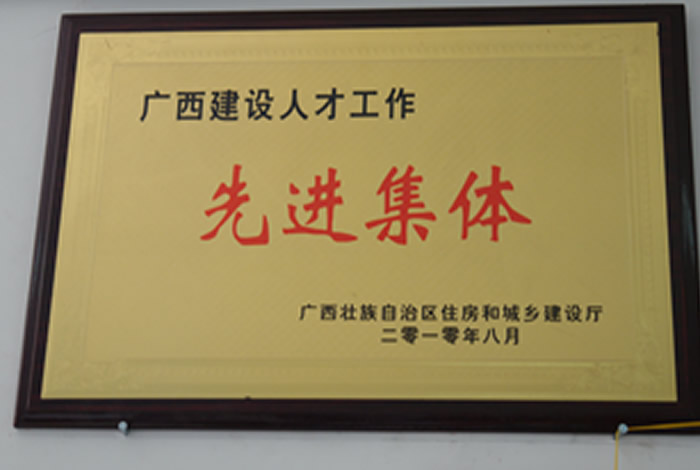 广西建设人才工作
先进集体
广西壮族自治区住房和城乡建设厅
二零一零年八月